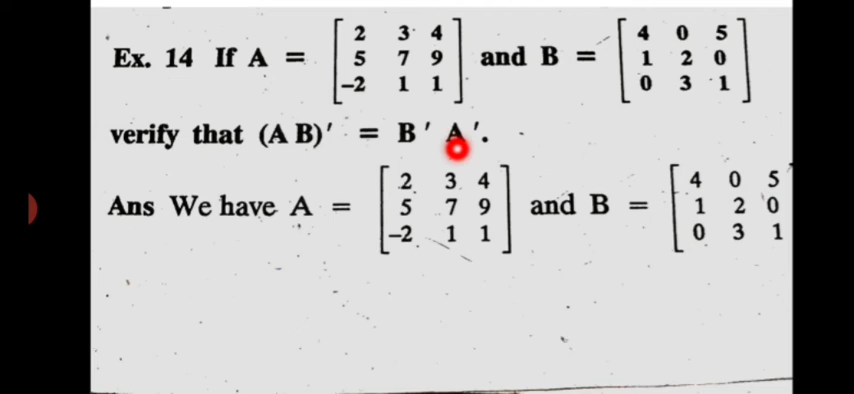 2 3 4 4 0 5
Ex. 14 If A = 5 7 9 and B = 1 2 0
-2 1 1 0 3 1
verify that (A B)′ = B′ A′.
2 3 4 4 0 5
Ans We have A = 5 7 9 and B = 1 2 0
-2 1 1 0 3 1